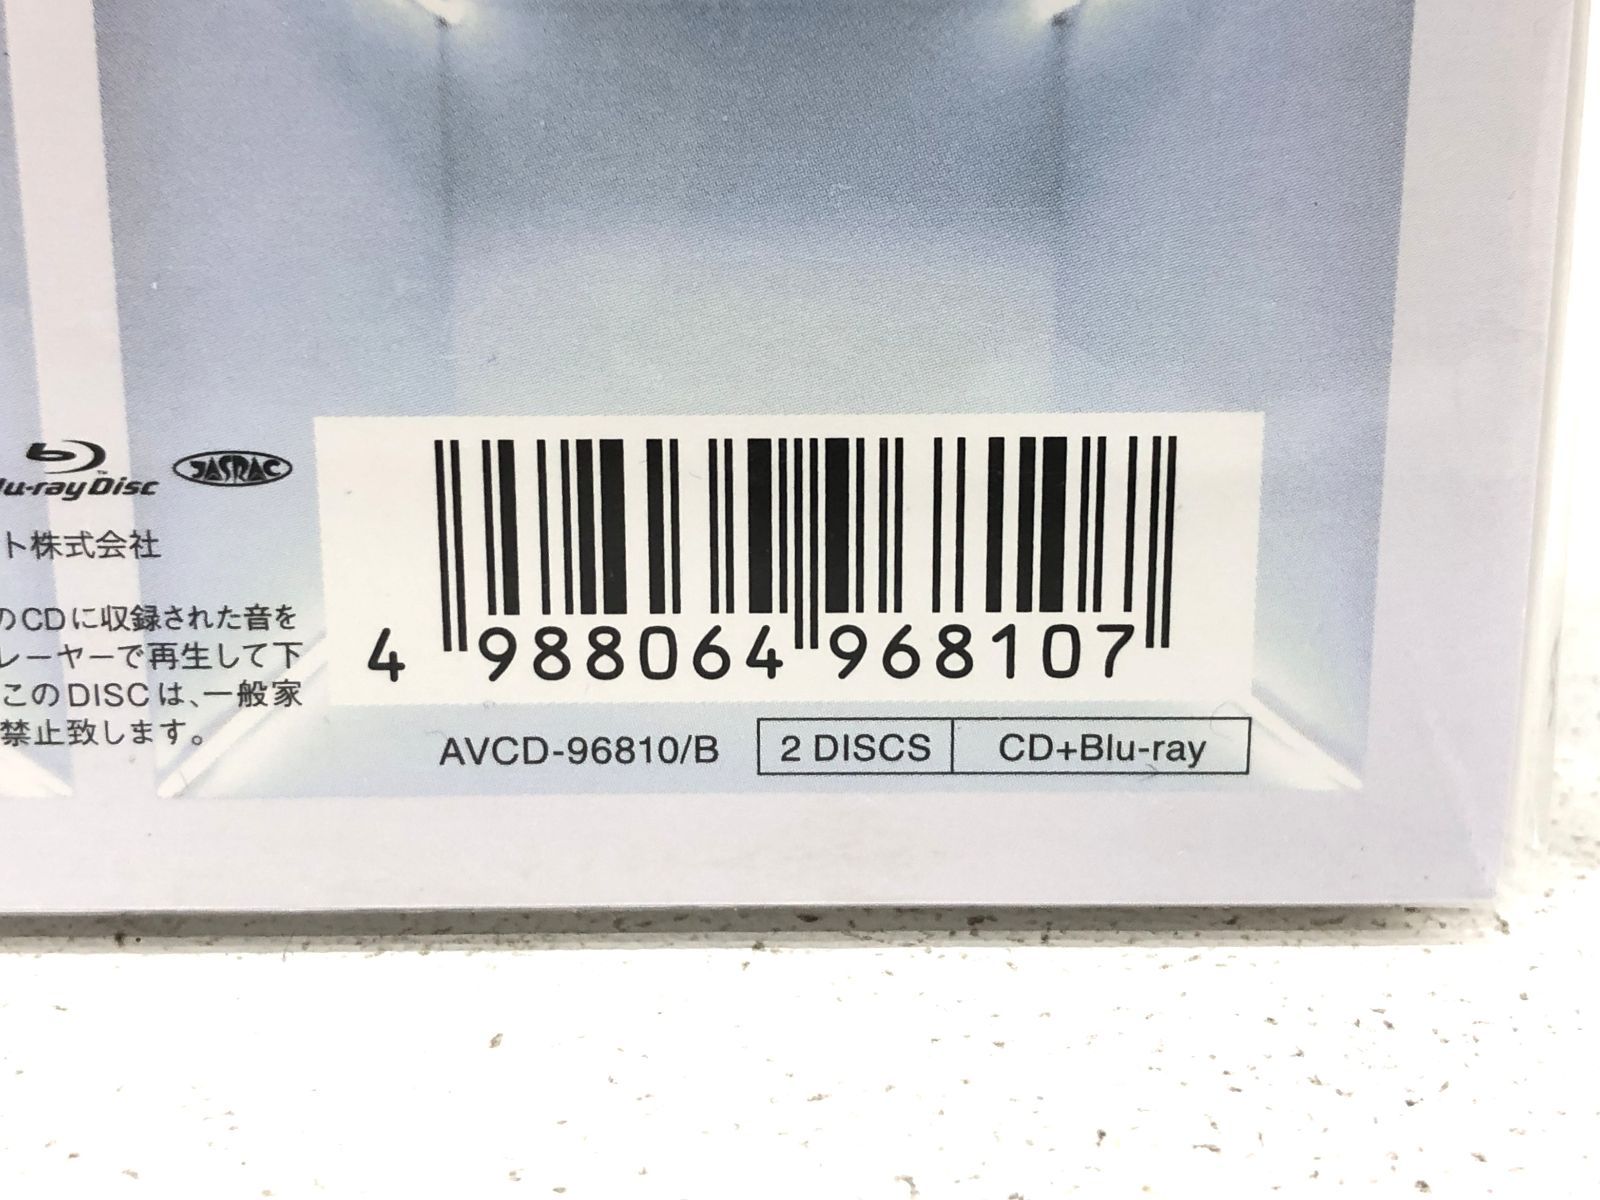 Blu-ray Disc™
JASRAC
ト株式会社
のCDに収録された音を
レーヤーで再生して下
このDISCは、一般家
禁止致します。
4 988064 968107
AVCD-96810/B 2 DISCS CD+Blu-ray